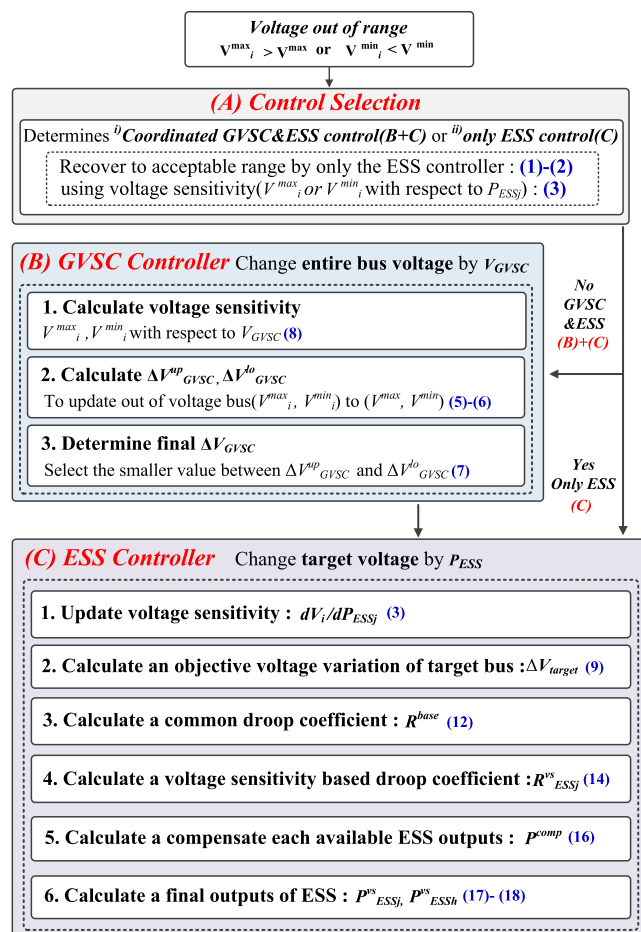 Voltage out of range
V^max_i > V^max or V^min_i < V^min
(A) Control Selection
Determines i)Coordinated GVSC&ESS control(B+C) or ii)only ESS control(C)
Recover to acceptable range by only the ESS controller : (1)-(2)
using voltage sensitivity(V^max_i or V^min_i with respect to P_ESSj) : (3)
(B) GVSC Controller Change entire bus voltage by V_GVSC
1. Calculate voltage sensitivity
V^max_i , V^min_i with respect to V_GVSC (8)
2. Calculate ΔV^up_GVSC, ΔV^lo_GVSC
To update out of voltage bus(V^max_i, V^min_i) to (V^max, V^min) (5)-(6)
3. Determine final ΔV_GVSC
Select the smaller value between ΔV^up_GVSC and ΔV^lo_GVSC (7)
No
GVSC
&ESS
(B)+(C)
Yes
Only ESS
(C)
(C) ESS Controller Change target voltage by P_ESS
1. Update voltage sensitivity : dV_i/dP_ESSj (3)
2. Calculate an objective voltage variation of target bus : ΔV_target (9)
3. Calculate a common droop coefficient : R^base (12)
4. Calculate a voltage sensitivity based droop coefficient : R^vs_ESSj (14)
5. Calculate a compensate each available ESS outputs : P^comp (16)
6. Calculate a final outputs of ESS : P^vs_ESSj, P^vs_ESSh (17)- (18)